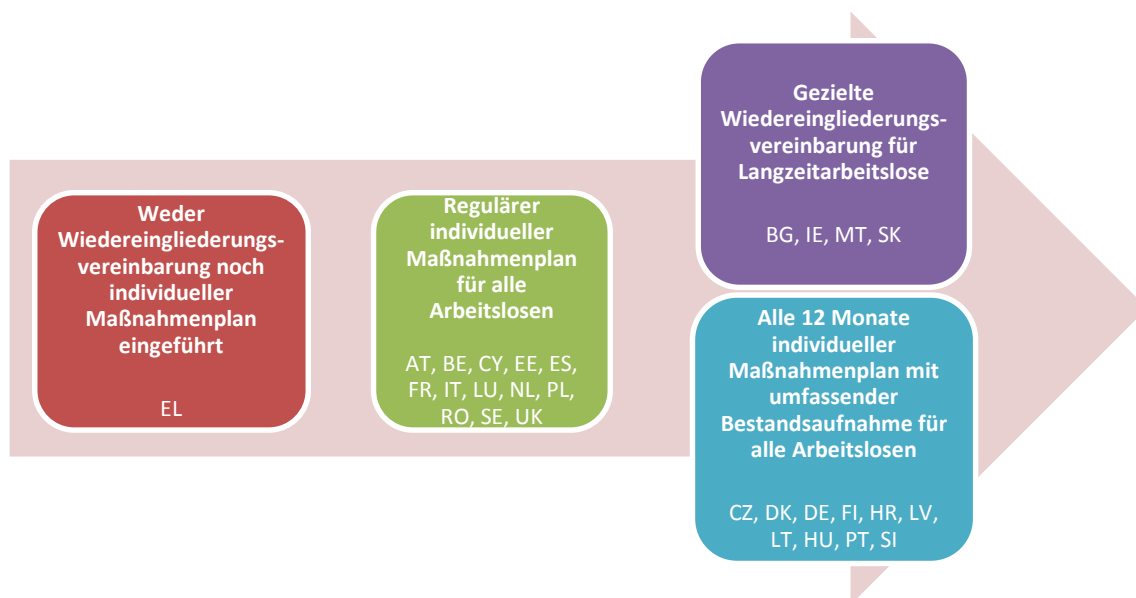 Weder
Wiedereingliederungs-
vereinbarung noch
individueller
Maßnahmenplan
eingeführt
EL
Regulärer
individueller
Maßnahmenplan
für alle
Arbeitslosen
AT, BE, CY, EE, ES,
FR, IT, LU, NL, PL,
RO, SE, UK
Gezielte
Wiedereingliederungs-
vereinbarung für
Langzeitarbeitslose
BG, IE, MT, SK
Alle 12 Monate
individueller
Maßnahmenplan mit
umfassender
Bestandsaufnahme für
alle Arbeitslosen
CZ, DK, DE, FI, HR, LV,
LT, HU, PT, SI